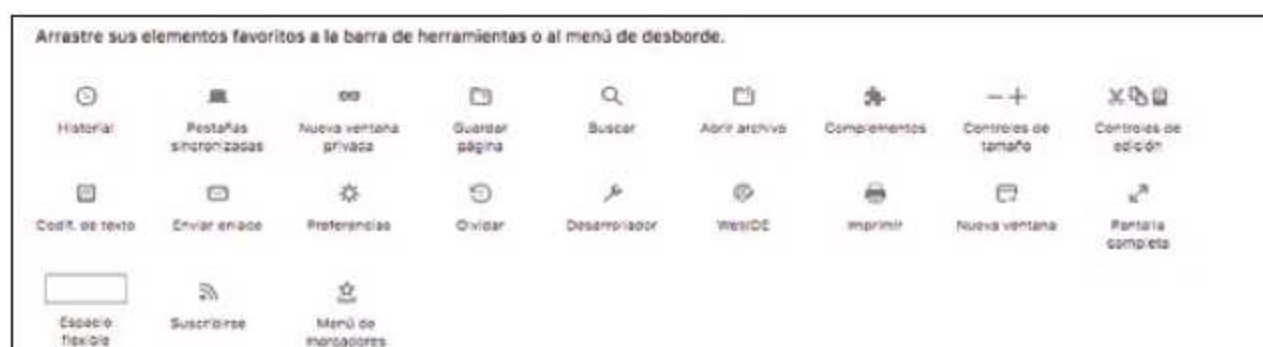 Arrastre sus elementos favoritos a la barra de herramientas o al menú de desborde.
Historial
Pestañas
sincronizadas
Nueva ventana
privada
Guardar
página
Buscar
Abrir archivo
Complementos
Controles de
tamaño
Controles de
edición
Codif. de texto
Enviar enlace
Preferencias
Olvidar
Desarrollador
WebIDE
Imprimir
Nueva ventana
Pantalla
completa
Espacio
flexible
Suscribirse
Menú de
marcadores